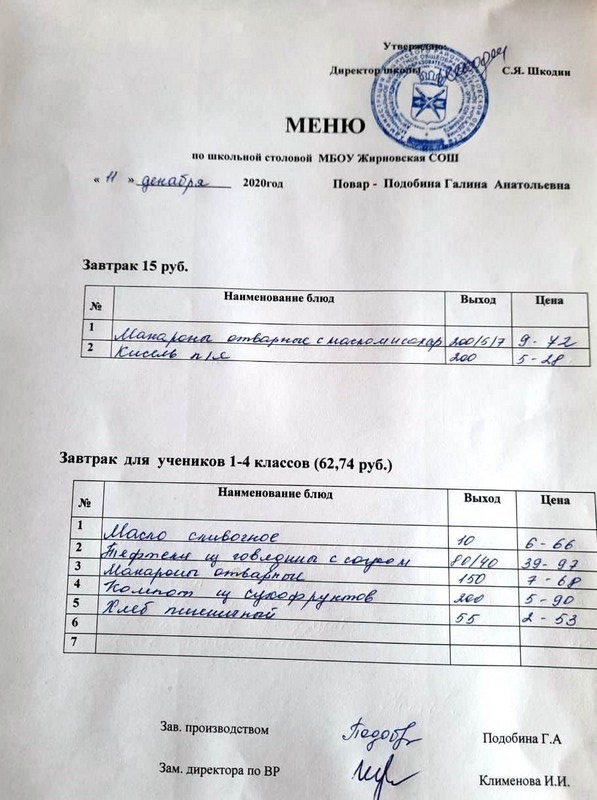 Утверждаю:
Директор школы С.Я. Шкодин
МЕНЮ
по школьной столовой МБОУ Жирновская СОШ
« 11 » декабря 2020год Повар - Подобина Галина Анатольевна
Завтрак 15 руб.
№ Наименование блюд Выход Цена
1 Макароны отварные с маслом и сахар 200/5/7 9-72
2 Кисель п/я 200 5-28
Завтрак для учеников 1-4 классов (62,74 руб.)
№ Наименование блюд Выход Цена
1 Масло сливочное 10 6-66
2 Тефтели из говядины с соусом 80/40 39-97
3 Макароны отварные 150 7-68
4 Компот из сухофруктов 200 5-90
5 Хлеб пшеничный 55 2-53
6
7
Зав. производством Подобина Г.А
Зам. директора по ВР Клименова И.И.